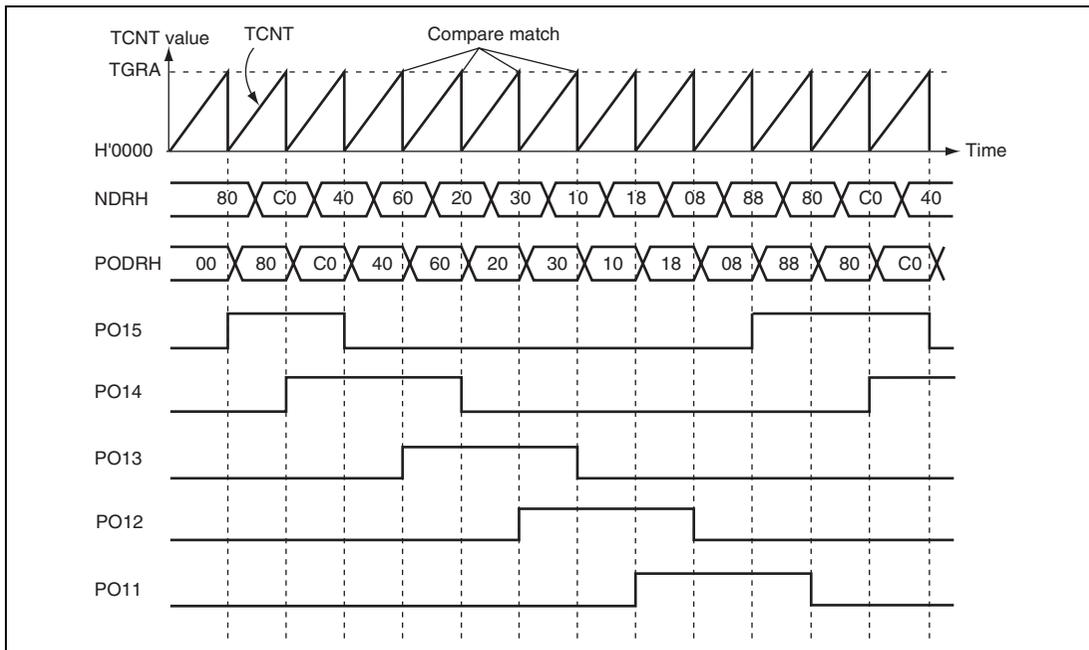 TCNT value
TCNT
Compare match
TGRA
H'0000
Time
NDRH
80 C0 40 60 20 30 10 18 08 88 80 C0 40
PODRH
00 80 C0 40 60 20 30 10 18 08 88 80 C0
PO15
PO14
PO13
PO12
PO11